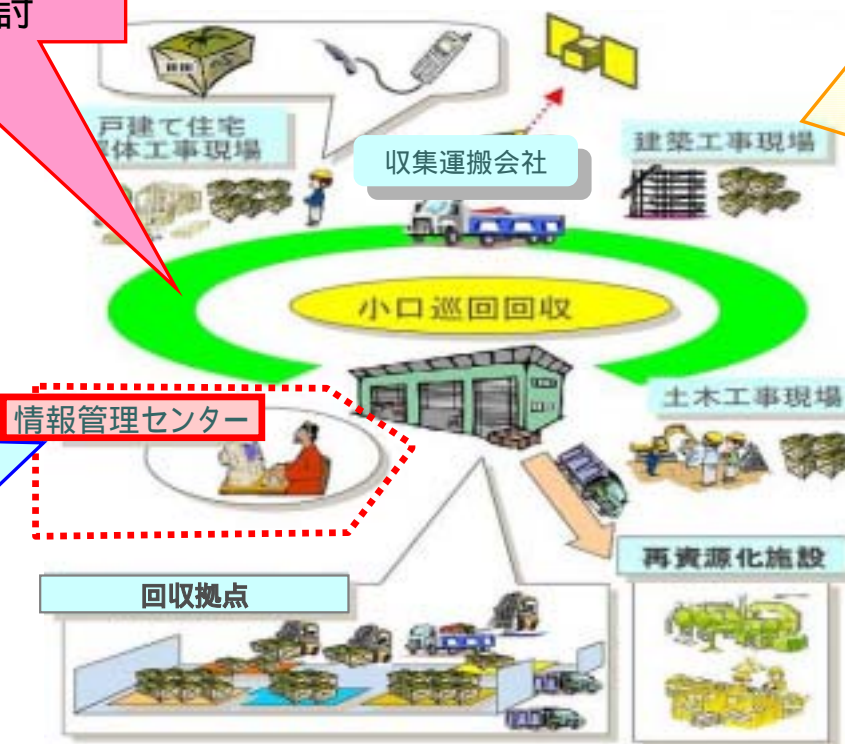 討
戸建て住宅
体工事現場
収集運搬会社
建築工事現場
小口巡回回収
情報管理センター
土木工事現場
再資源化施設
回収拠点